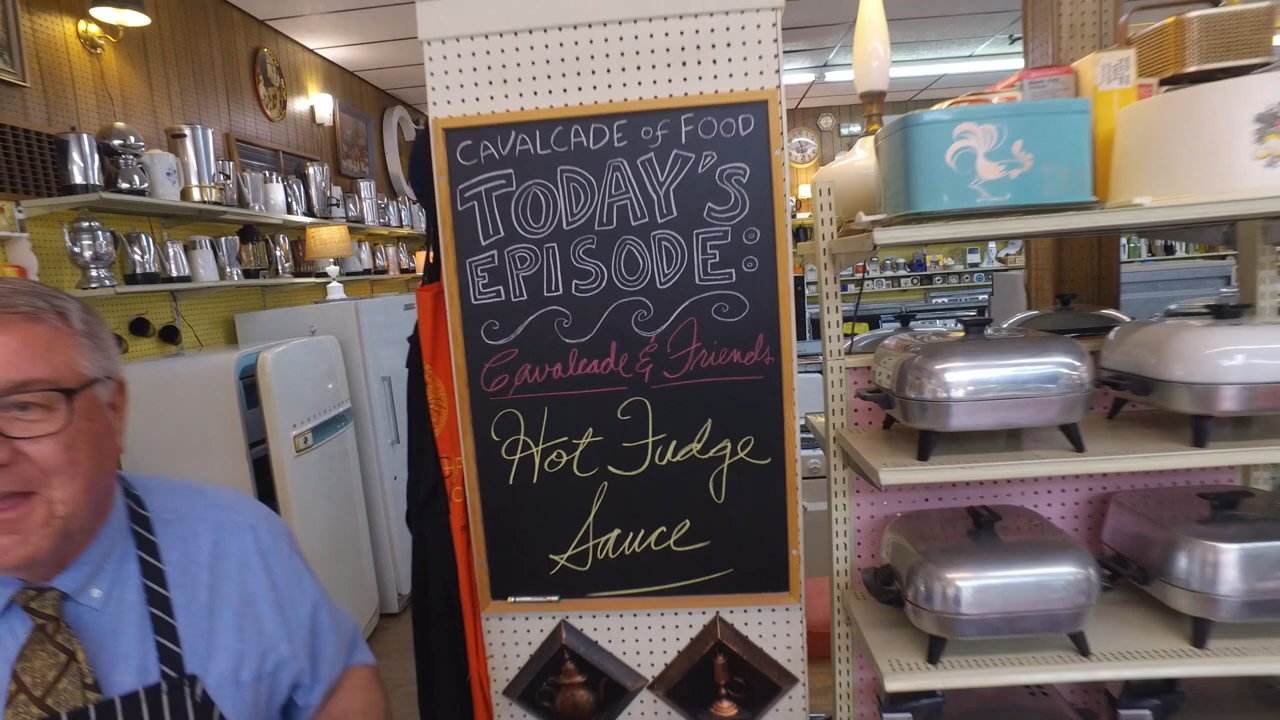 CAVALCADE of FOOD
TODAY'S
EPISODE:
Cavalcade & Friends
Hot Fudge
Sauce